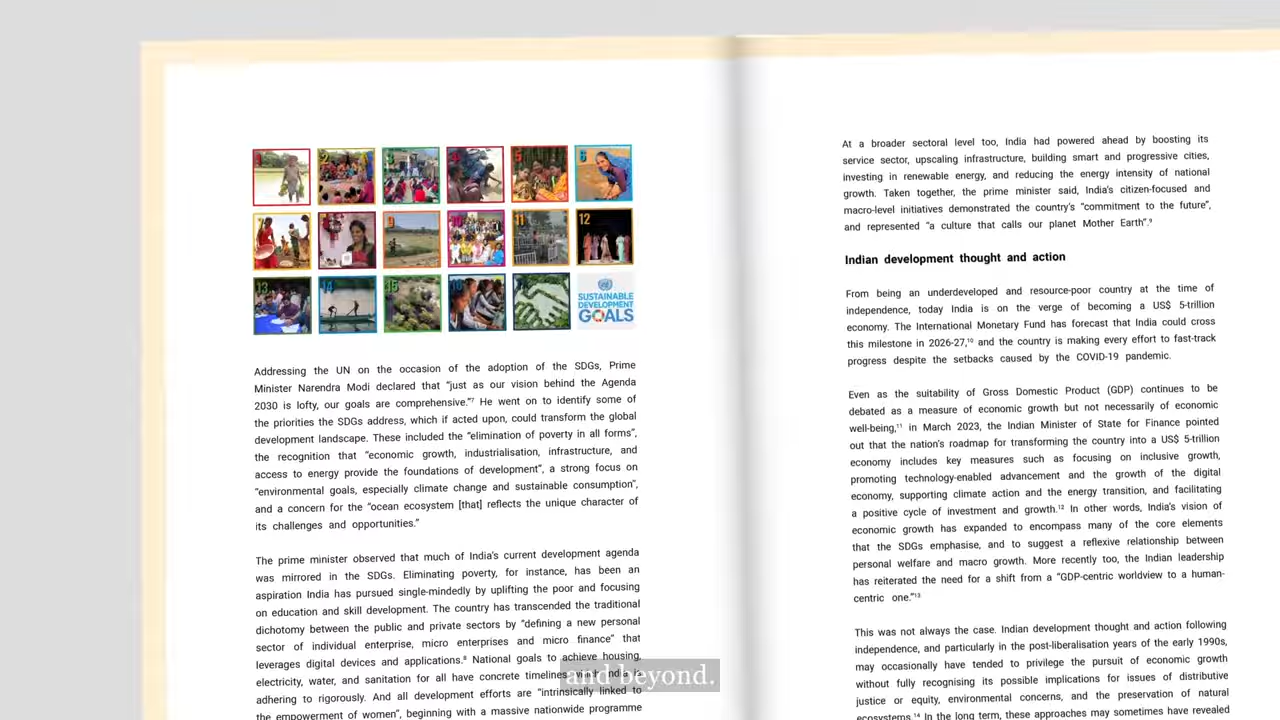 1
2
3
4
5
6
7
9
10
11
12
13
14
15
16
SUSTAINABLE
DEVELOPMENT
GOALS
Addressing the UN on the occasion of the adoption of the SDGs, Prime
Minister Narendra Modi declared that “just as our vision behind the Agenda
2030 is lofty, our goals are comprehensive.”⁷ He went on to identify some of
the priorities the SDGs address, which if acted upon, could transform the global
development landscape. These included the “elimination of poverty in all forms”,
the recognition that “economic growth, industrialisation, infrastructure, and
access to energy provide the foundations of development”, a strong focus on
“environmental goals, especially climate change and sustainable consumption”,
and a concern for the “ocean ecosystem [that] reflects the unique character of
its challenges and opportunities.”
The prime minister observed that much of India’s current development agenda
was mirrored in the SDGs. Eliminating poverty, for instance, has been an
aspiration India has pursued single-mindedly by uplifting the poor and focusing
on education and skill development. The country has transcended the traditional
dichotomy between the public and private sectors by “defining a new personal
sector of individual enterprise, micro enterprises and micro finance” that
leverages digital devices and applications.⁸ National goals to achieve housing,
electricity, water, and sanitation for all have concrete timelines which India is
adhering to rigorously. And all development efforts are “intrinsically linked to
the empowerment of women”, beginning with a massive nationwide programme
At a broader sectoral level too, India had powered ahead by boosting its
service sector, upscaling infrastructure, building smart and progressive cities,
investing in renewable energy, and reducing the energy intensity of national
growth. Taken together, the prime minister said, India’s citizen-focused and
macro-level initiatives demonstrated the country’s “commitment to the future”,
and represented “a culture that calls our planet Mother Earth”.⁹
Indian development thought and action
From being an underdeveloped and resource-poor country at the time of
independence, today India is on the verge of becoming a US$ 5-trillion
economy. The International Monetary Fund has forecast that India could cross
this milestone in 2026-27,¹⁰ and the country is making every effort to fast-track
progress despite the setbacks caused by the COVID-19 pandemic.
Even as the suitability of Gross Domestic Product (GDP) continues to be
debated as a measure of economic growth but not necessarily of economic
well-being,¹¹ in March 2023, the Indian Minister of State for Finance pointed
out that the nation’s roadmap for transforming the country into a US$ 5-trillion
economy includes key measures such as focusing on inclusive growth,
promoting technology-enabled advancement and the growth of the digital
economy, supporting climate action and the energy transition, and facilitating
a positive cycle of investment and growth.¹² In other words, India’s vision of
economic growth has expanded to encompass many of the core elements
that the SDGs emphasise, and to suggest a reflexive relationship between
personal welfare and macro growth. More recently too, the Indian leadership
has reiterated the need for a shift from a “GDP-centric worldview to a human-
centric one.”¹³
This was not always the case. Indian development thought and action following
independence, and particularly in the post-liberalisation years of the early 1990s,
may occasionally have tended to privilege the pursuit of economic growth
without fully recognising its possible implications for issues of distributive
justice or equity, environmental concerns, and the preservation of natural
ecosystems.¹⁴ In the long term, these approaches may sometimes have revealed
and beyond.